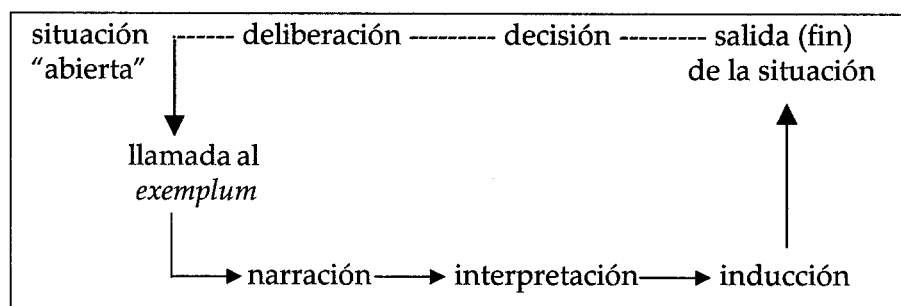 situación deliberación decisión salida (fin)
“abierta” de la situación
llamada al
exemplum
narración interpretación inducción